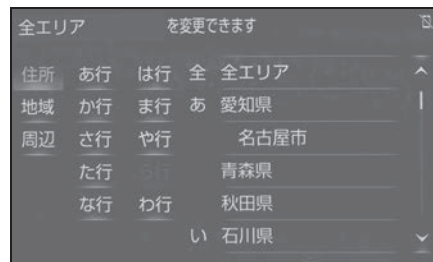 全エリア を変更できます
住所 あ行 は行 全 全エリア
地域 か行 ま行 あ 愛知県
周辺 さ行 や行 名古屋市
た行 ら行 青森県
な行 わ行 秋田県
い 石川県